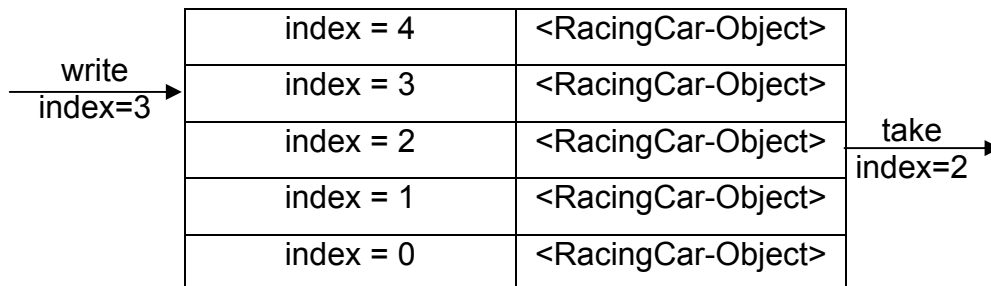 index = 4 <RacingCar-Object>
write
index=3
index = 3 <RacingCar-Object>
index = 2 <RacingCar-Object>
take
index=2
index = 1 <RacingCar-Object>
index = 0 <RacingCar-Object>